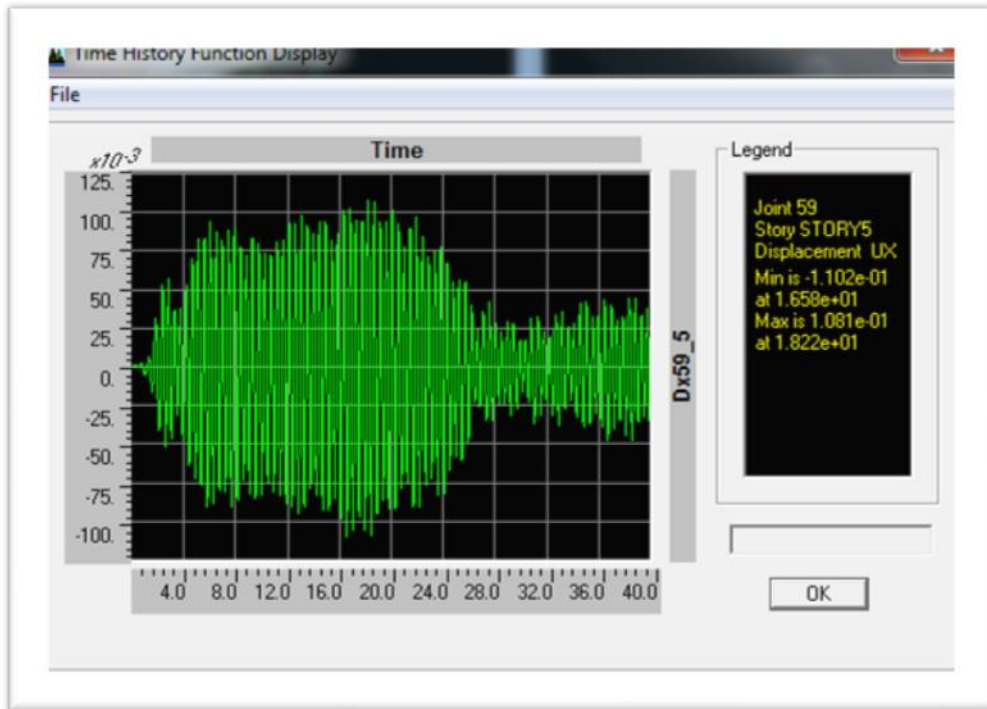 Time History Function Display
File
Time
x10-3
125.
100.
75.
50.
25.
0.
-25.
-50.
-75.
-100.
4.0 8.0 12.0 16.0 20.0 24.0 28.0 32.0 36.0 40.0
Dx59_5
Legend
Joint 59
Story STORY5
Displacement UX
Min is -1.102e-01
at 1.658e+01
Max is 1.081e-01
at 1.822e+01
OK